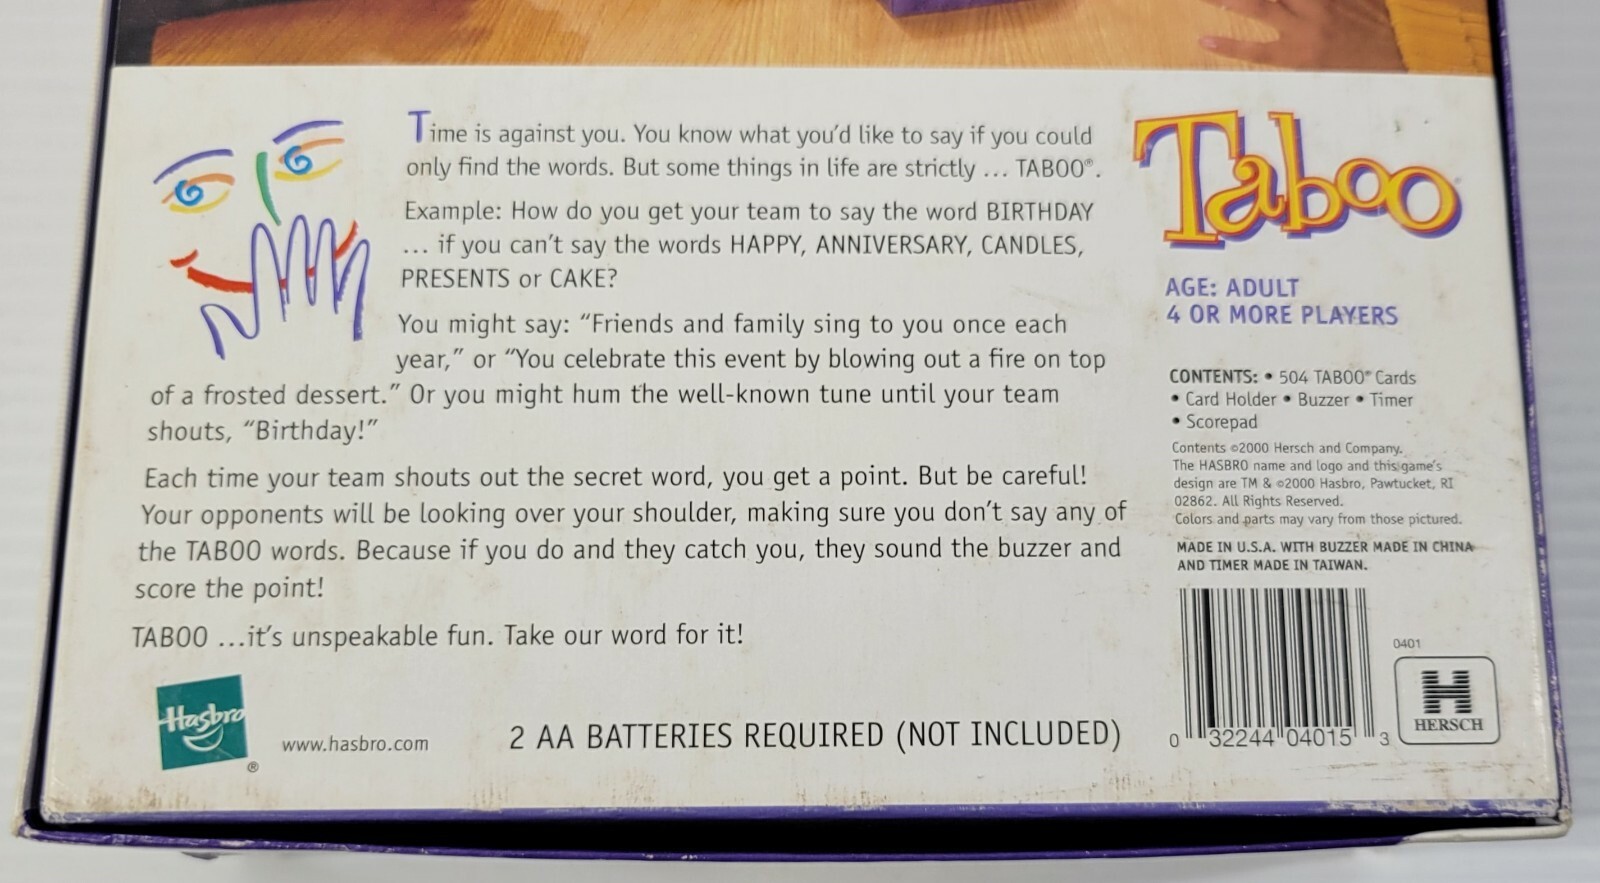 Time is against you. You know what you'd like to say if you could
only find the words. But some things in life are strictly ... TABOO®.
Example: How do you get your team to say the word BIRTHDAY
... if you can't say the words HAPPY, ANNIVERSARY, CANDLES,
PRESENTS or CAKE?
You might say: "Friends and family sing to you once each
year," or "You celebrate this event by blowing out a fire on top
of a frosted dessert." Or you might hum the well-known tune until your team
shouts, "Birthday!"
Each time your team shouts out the secret word, you get a point. But be careful!
Your opponents will be looking over your shoulder, making sure you don't say any of
the TABOO words. Because if you do and they catch you, they sound the buzzer and
score the point!
TABOO ...it's unspeakable fun. Take our word for it!
Hasbro
®
www.hasbro.com
2 AA BATTERIES REQUIRED (NOT INCLUDED)
Taboo
AGE: ADULT
4 OR MORE PLAYERS
CONTENTS: • 504 TABOO® Cards
• Card Holder • Buzzer • Timer
• Scorepad
Contents ©2000 Hersch and Company.
The HASBRO name and logo and this game's
design are TM & ©2000 Hasbro, Pawtucket, RI
02862. All Rights Reserved.
Colors and parts may vary from those pictured.
MADE IN U.S.A. WITH BUZZER MADE IN CHINA
AND TIMER MADE IN TAIWAN.
0 32244 04015 3
0401
H
HERSCH